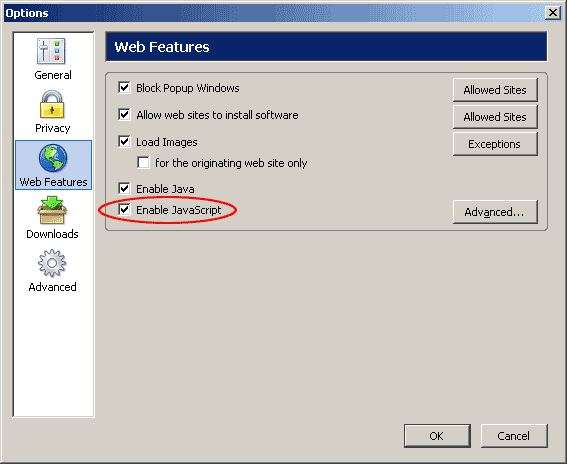 Options
General
Privacy
Web Features
Downloads
Advanced
Web Features
Block Popup Windows
Allowed Sites
Allow web sites to install software
Allowed Sites
Load Images
Exceptions
for the originating web site only
Enable Java
Enable JavaScript
Advanced...
OK
Cancel